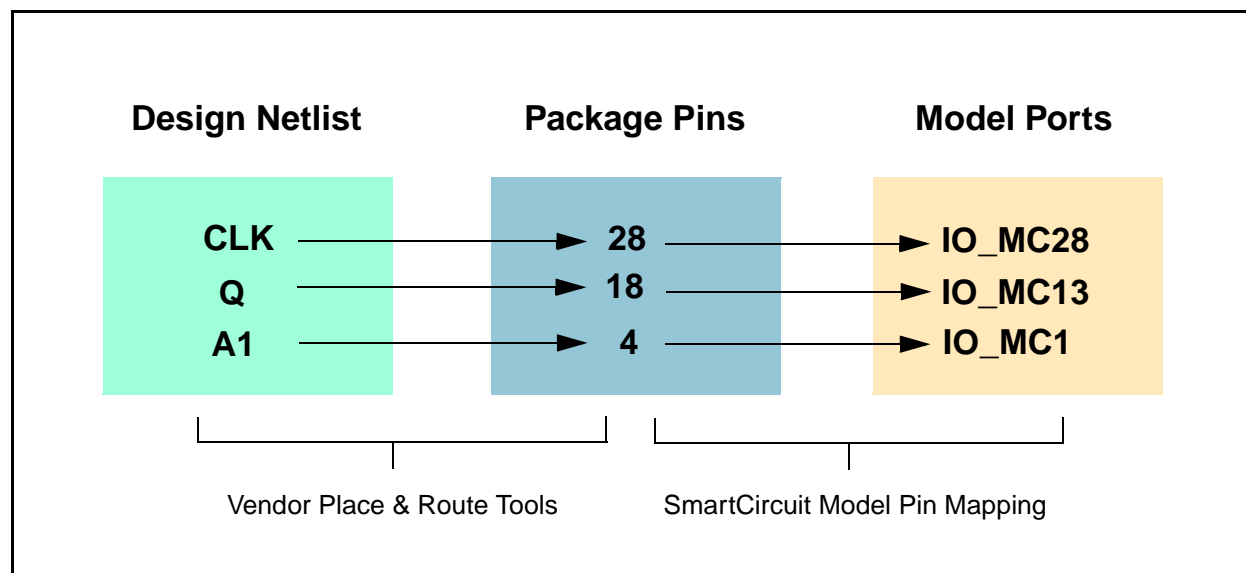 Design Netlist Package Pins Model Ports
CLK 28 IO_MC28
Q 18 IO_MC13
A1 4 IO_MC1
Vendor Place & Route Tools SmartCircuit Model Pin Mapping